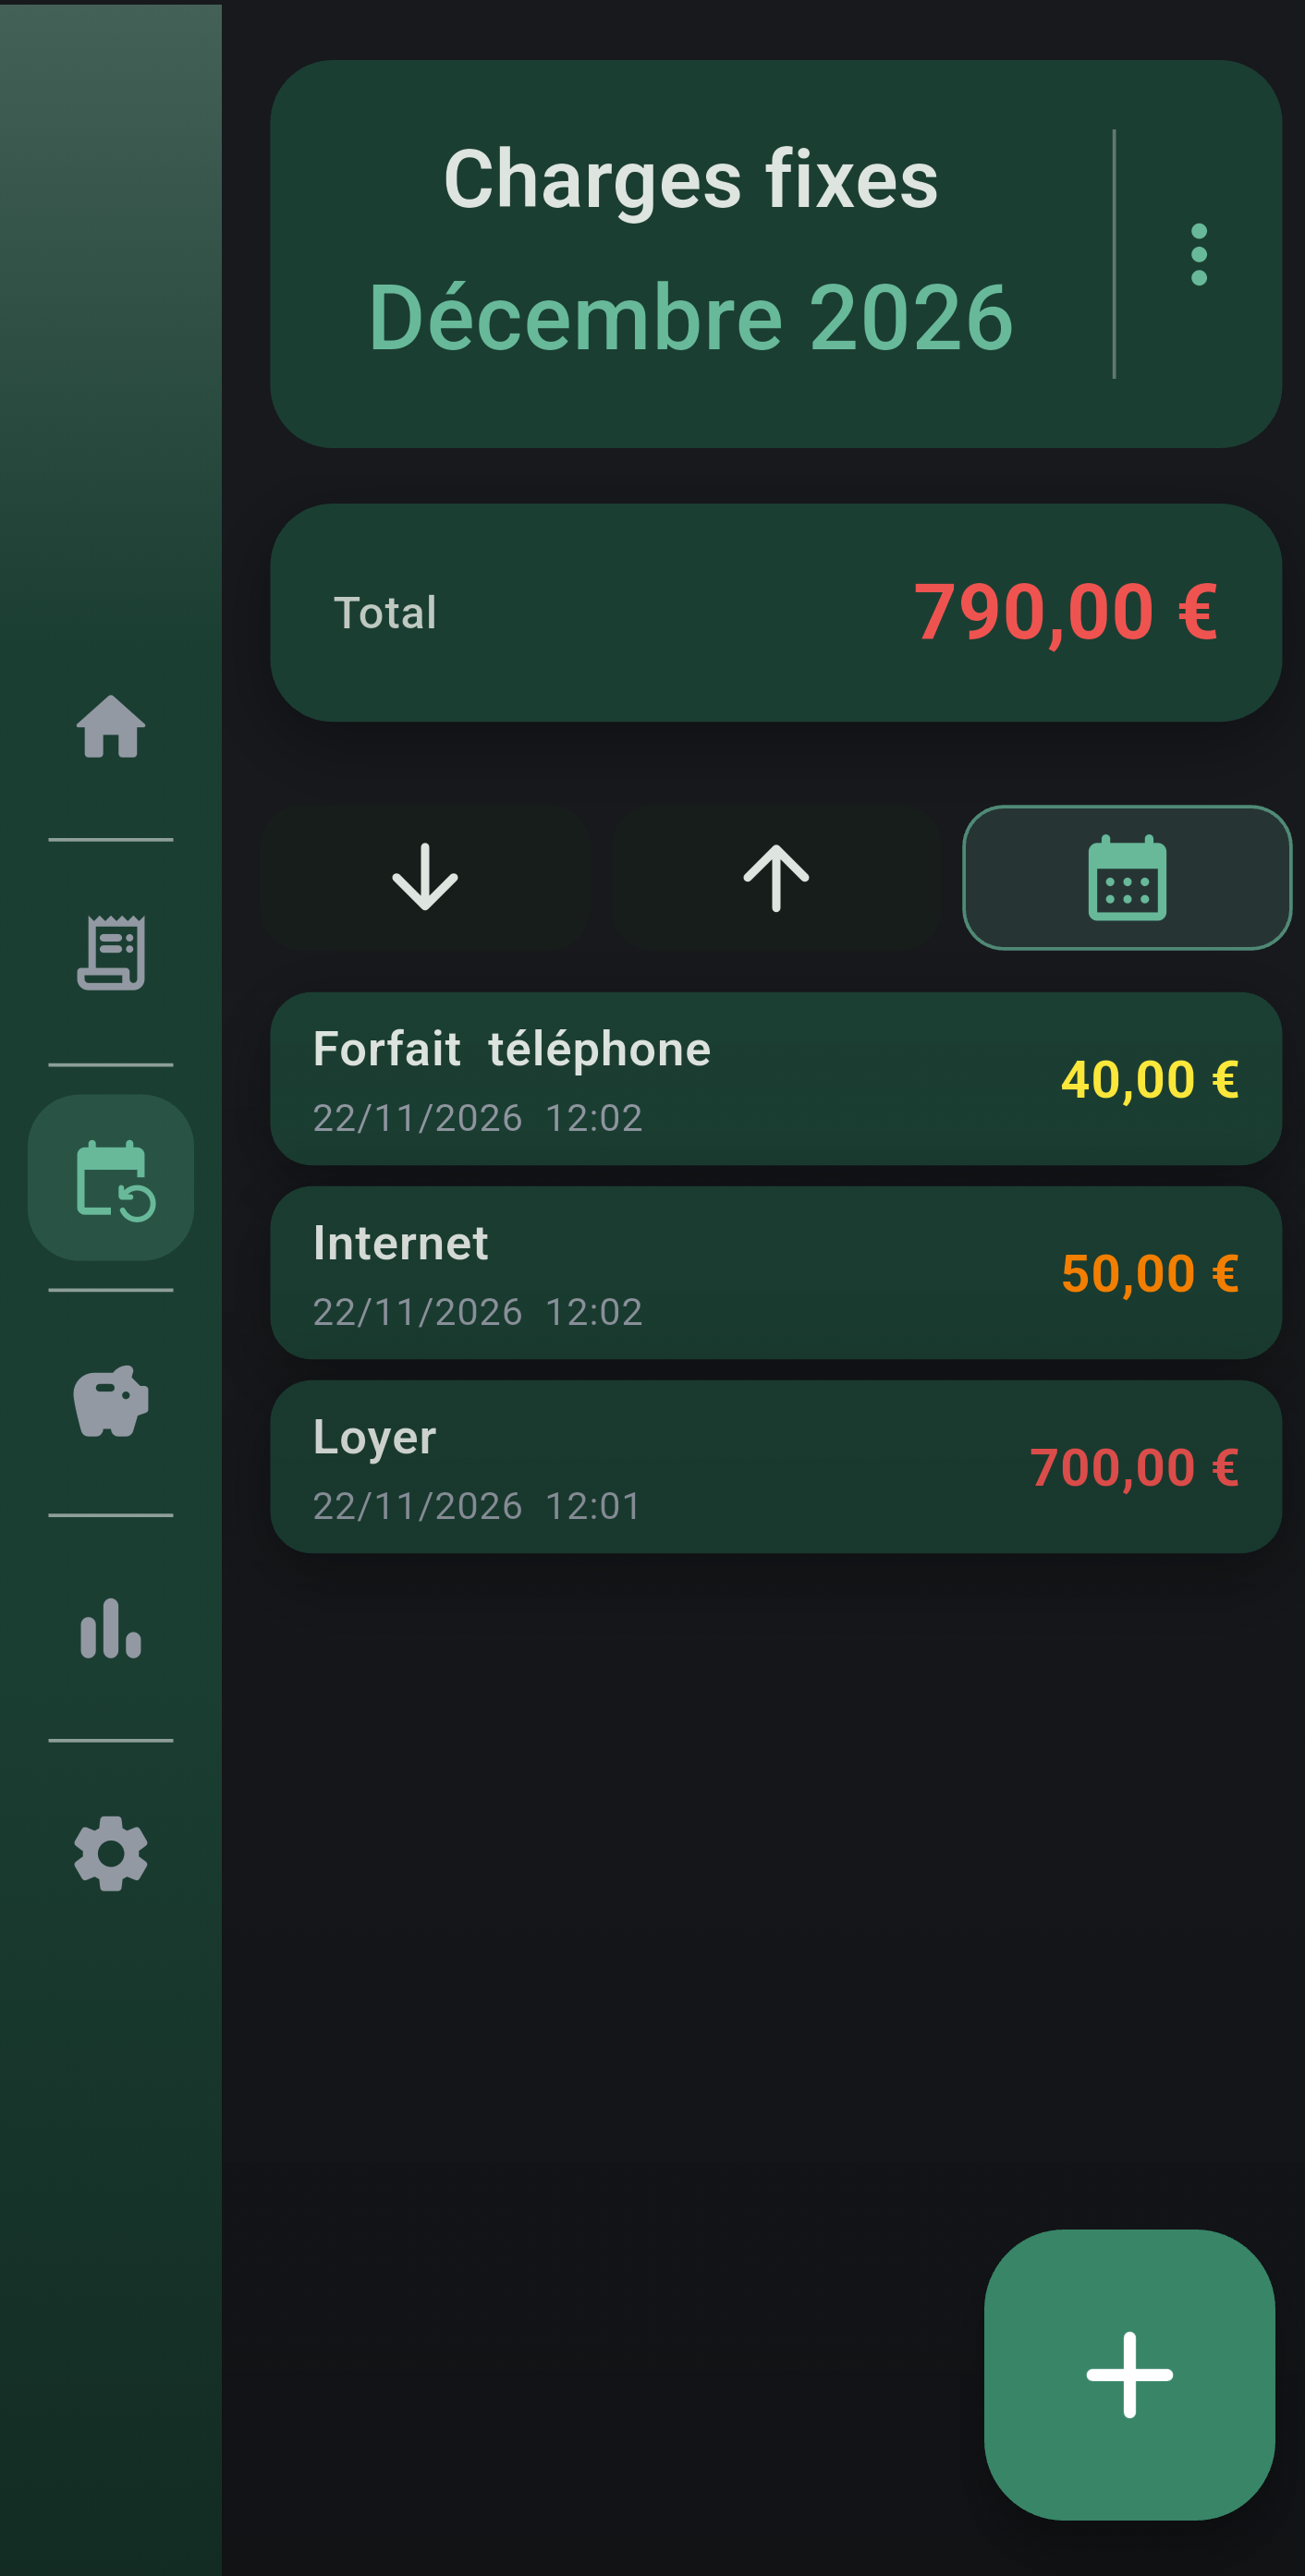 Charges fixes
Décembre 2026
Total
790,00 €
Forfait téléphone
22/11/2026 12:02
40,00 €
Internet
22/11/2026 12:02
50,00 €
Loyer
22/11/2026 12:01
700,00 €